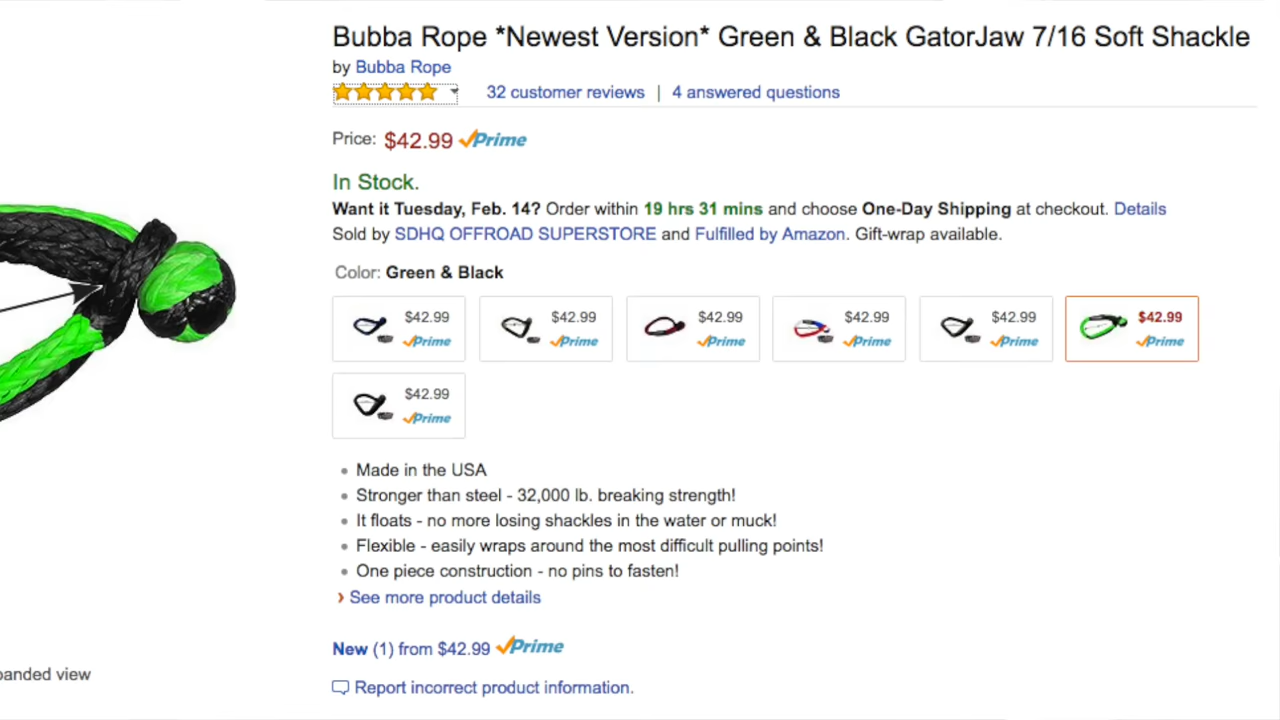 Bubba Rope *Newest Version* Green & Black GatorJaw 7/16 Soft Shackle
by Bubba Rope
32 customer reviews | 4 answered questions
Price: $42.99 Prime
In Stock.
Want it Tuesday, Feb. 14? Order within 19 hrs 31 mins and choose One-Day Shipping at checkout. Details
Sold by SDHQ OFFROAD SUPERSTORE and Fulfilled by Amazon. Gift-wrap available.
Color: Green & Black
$42.99 $42.99 $42.99 $42.99 $42.99 $42.99
Prime Prime Prime Prime Prime Prime
$42.99
Prime
• Made in the USA
• Stronger than steel - 32,000 lb. breaking strength!
• It floats - no more losing shackles in the water or muck!
• Flexible - easily wraps around the most difficult pulling points!
• One piece construction - no pins to fasten!
› See more product details
New (1) from $42.99 Prime
panded view
Report incorrect product information.